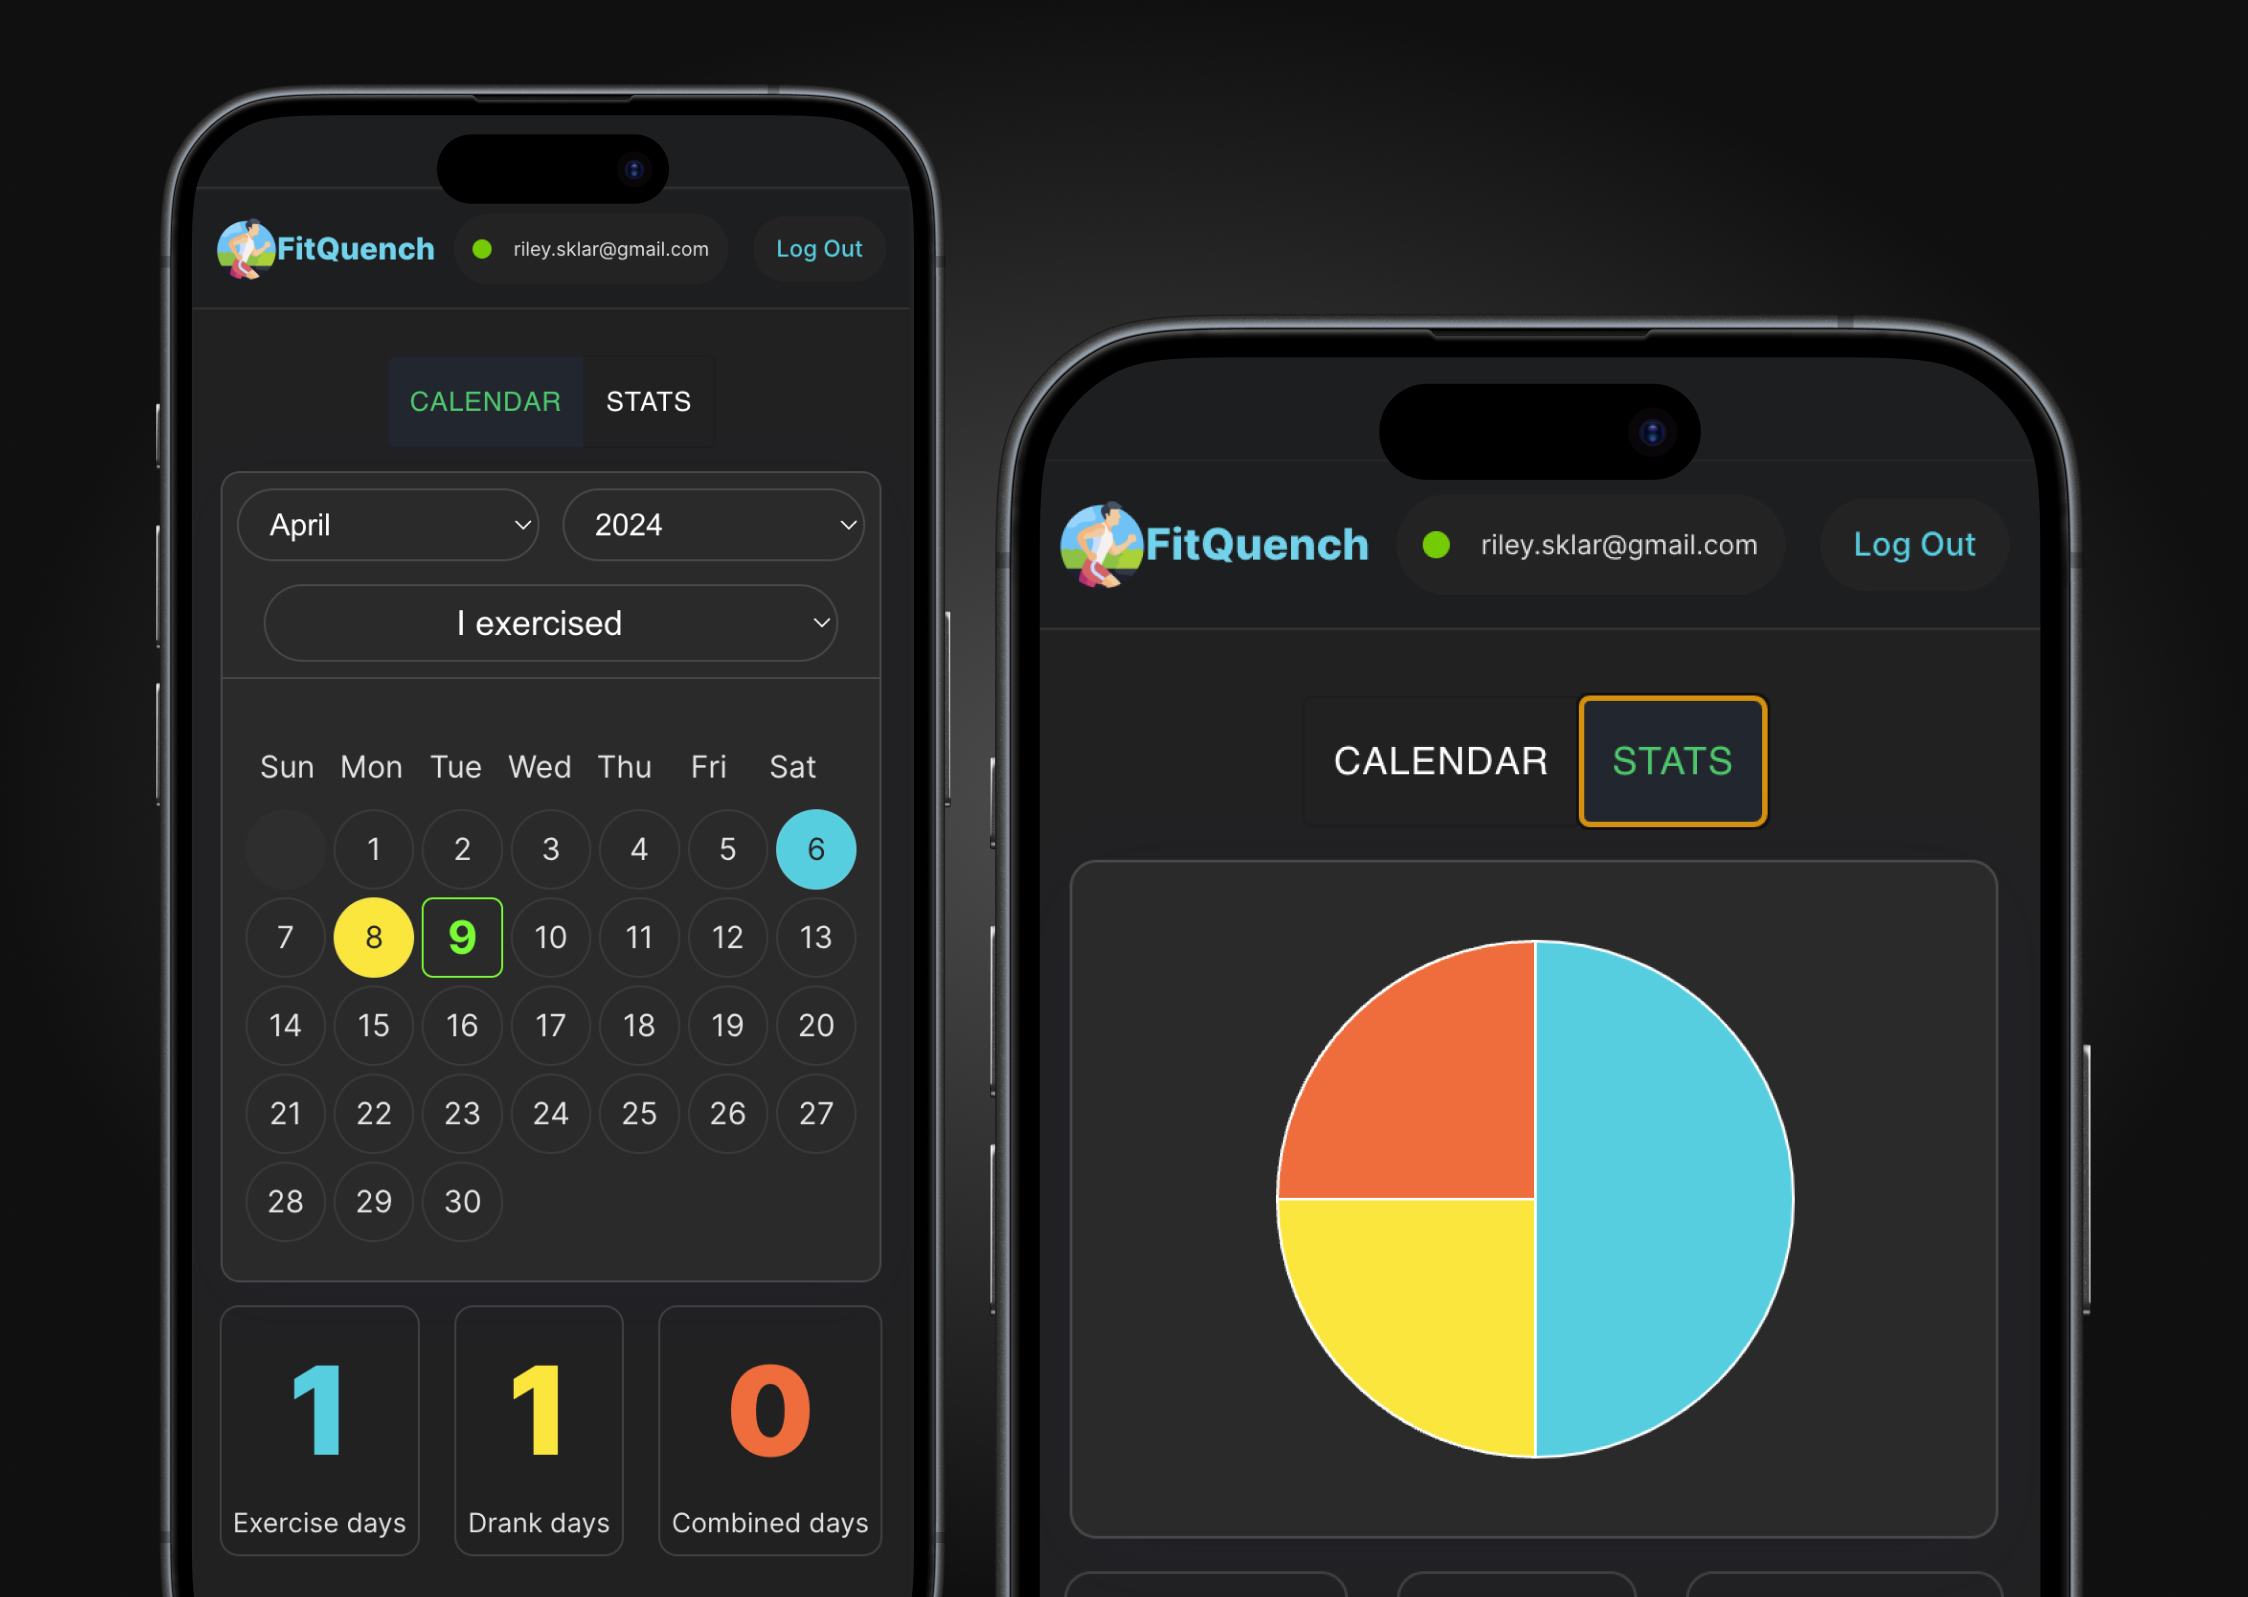 FitQuench riley.sklar@gmail.com Log Out
CALENDAR STATS
April 2024
I exercised
Sun Mon Tue Wed Thu Fri Sat
1 2 3 4 5 6
7 8 9 10 11 12 13
14 15 16 17 18 19 20
21 22 23 24 25 26 27
28 29 30
1 1 0
Exercise days Drank days Combined days
FitQuench riley.sklar@gmail.com Log Out
CALENDAR STATS